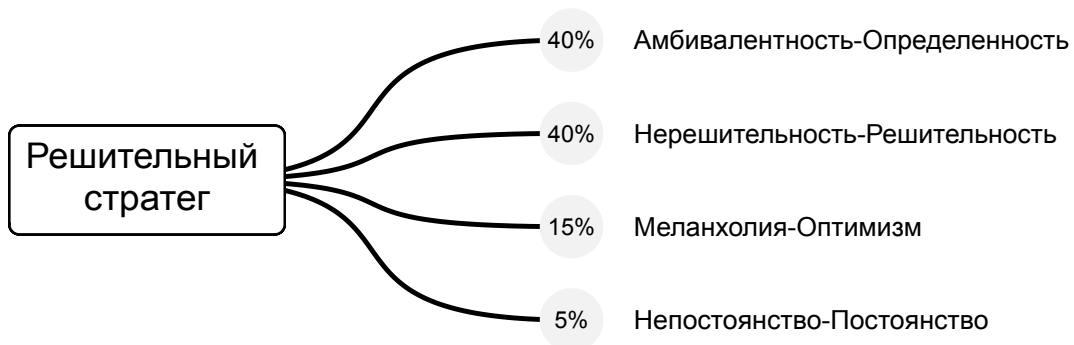 Решительный
стратег
40% Амбивалентность-Определенность
40% Нерешительность-Решительность
15% Меланхолия-Оптимизм
5% Непостоянство-Постоянство